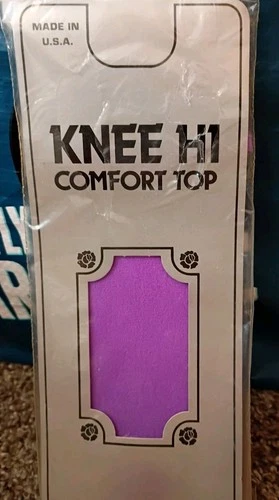 MADE IN
U.S.A.
KNEE HI
COMFORT TOP